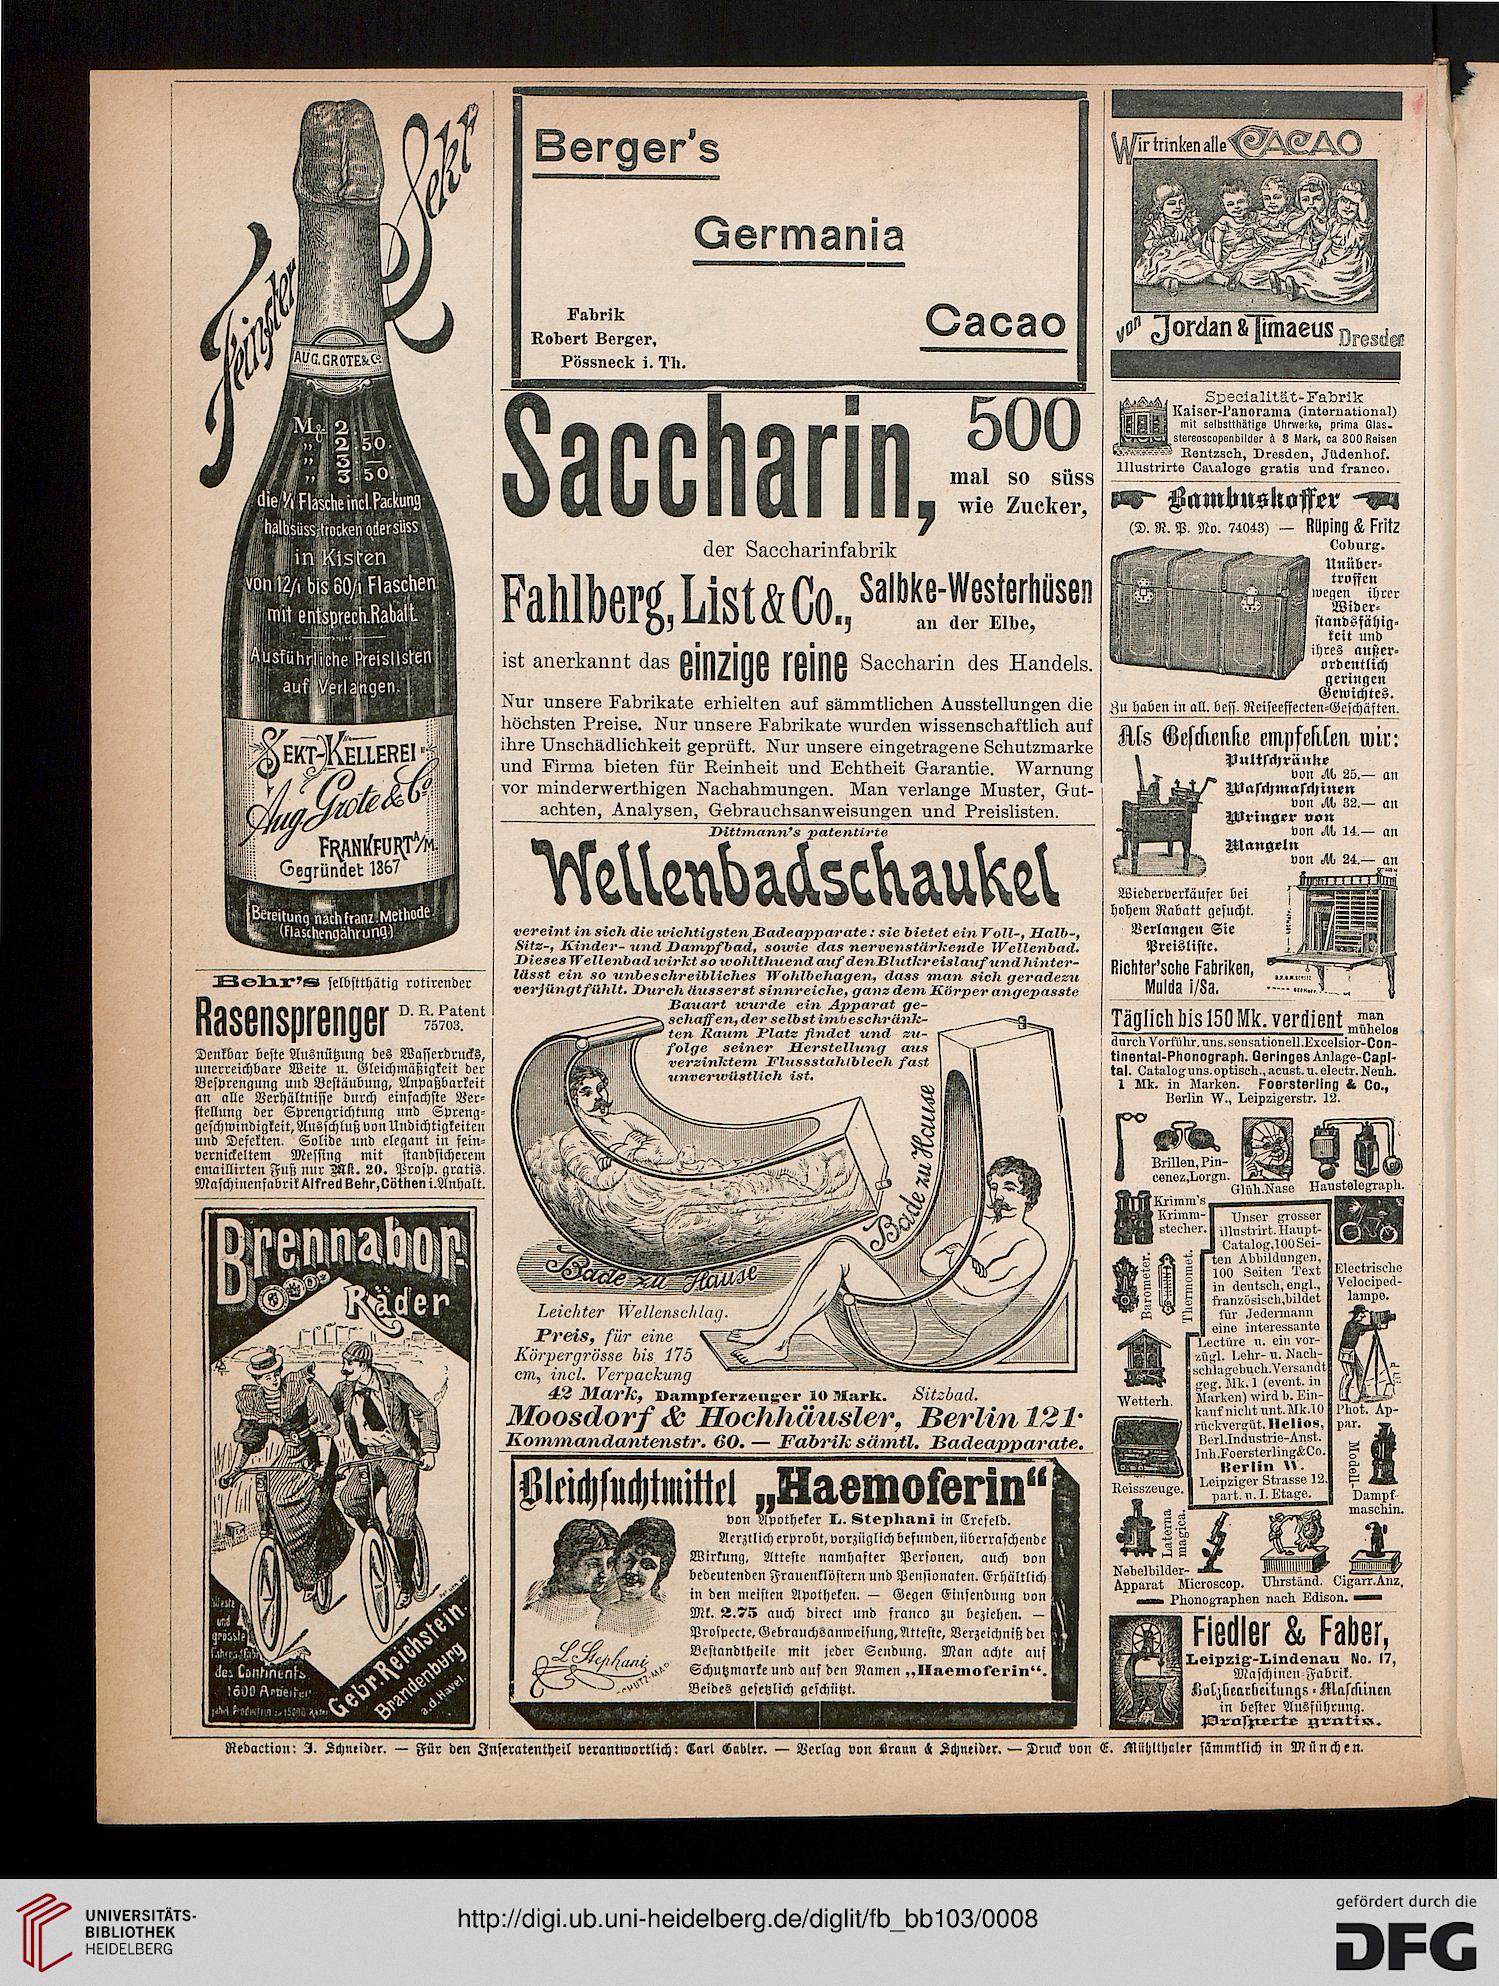 Feinster Sekt
AUG. GROTE & Co
Mk 2.—
„ 2.50.
„ 3.—
„ 3.50.
die 1/1 Flasche incl. Packung
halbsüss, trocken oder süss
in Kisten
von 12/1 bis 60/1 Flaschen
mit entsprech. Rabatt.
Ausführliche Preislisten
auf Verlangen.
SEKT-KELLEREI
Aug. Grote & Co
FRANKFURT A/M.
Gegründet 1867
Bereitung nach franz. Methode
(Flaschengährung.)
Behr's selbstthätig rotirender
Rasensprenger D. R. Patent
75703.
Denkbar beste Ausnützung des Wasserdrucks,
unerreichbare Weite u. Gleichmäßigkeit der
Besprengung und Bestäubung, Anpaßbarkeit
an alle Verhältnisse durch einfachste Ver-
stellung der Sprengrichtung und Spreng-
geschwindigkeit, Ausschluß von Undichtigkeiten
und Defekten. Solide und elegant in fein-
vernickeltem Messing mit standsicherem
emaillirten Fuß nur Mk. 20. Prosp. gratis.
Maschinenfabrik Alfred Behr, Cöthen i. Anhalt.
Brennabor-
Räder
Aelteste
und
grösste
Fahrradfabr.
des Continents
1600 Arbeiter
Gebr. Reichstein.
Brandenburg
a.d. Havel.
Berger's
Germania
Cacao
Fabrik
Robert Berger,
Pössneck i. Th.
Saccharin, 500
mal so süss
wie Zucker,
der Saccharinfabrik
Fahlberg, List & Co., Salbke-Westerhüsen
an der Elbe,
ist anerkannt das einzige reine Saccharin des Handels.
Nur unsere Fabrikate erhielten auf sämmtlichen Ausstellungen die
höchsten Preise. Nur unsere Fabrikate wurden wissenschaftlich auf
ihre Unschädlichkeit geprüft. Nur unsere eingetragene Schutzmarke
und Firma bieten für Reinheit und Echtheit Garantie. Warnung
vor minderwerthigen Nachahmungen. Man verlange Muster, Gut-
achten, Analysen, Gebrauchsanweisungen und Preislisten.
Dittmann's patentirte
Wellenbadschaukel
vereint in sich die wichtigsten Badeapparate: sie bietet ein Voll-, Halb-,
Sitz-, Kinder- und Dampfbad, sowie das nervenstärkende Wellenbad.
Dieses Wellenbad wirkt so wohlthuend auf den Blutkreislauf und hinter-
lässt ein so unbeschreibliches Wohlbehagen, dass man sich geradezu
verjüngt fühlt. Durch äusserst sinnreiche, ganz dem Körper angepasste
Bauart wurde ein Apparat ge-
schaffen, der selbst im beschränk-
ten Raum Platz findet und zu-
folge seiner Herstellung aus
verzinktem Flussstahlblech fast
unverwüstlich ist.
Bade zu Hause
Bade zu Hause
Leichter Wellenschlag.
Preis, für eine
Körpergrösse bis 175
cm, incl. Verpackung
42 Mark, Dampferzeuger 10 Mark. Sitzbad.
Moosdorf & Hochhäusler, Berlin 121.
Kommandantenstr. 60. — Fabrik sämtl. Badeapparate.
Bleichsuchtmittel „Haemoferin“
von Apotheker L. Stephani in Crefeld.
Aerztlich erprobt, vorzüglich befunden, überraschende
Wirkung, Atteste namhafter Personen, auch von
bedeutenden Frauenklöstern und Pensionaten. Erhältlich
in den meisten Apotheken. — Gegen Einsendung von
Mk. 2.75 auch direct und franco zu beziehen. —
Prospecte, Gebrauchsanweisung, Atteste, Verzeichniß der
Bestandtheile mit jeder Sendung. Man achte auf
Schutzmarke und auf den Namen „Haemoferin“.
Beides gesetzlich geschützt.
L. Stephani
SCHUTZ-MAR.
Wir trinken alle CACAO
von Jordan & Timaeus Dresden
Specialität-Fabrik
Kaiser-Panorama (international)
mit selbstthätige Uhrwerke, prima Glas-
stereoscopenbilder à 3 Mark, ca 800 Reisen
Rentzsch, Dresden, Jüdenhof.
Illustrirte Cataloge gratis und franco.
Bambuskoffer
(D. R. P. No. 74043) — Rüping & Fritz
Coburg.
Unüber-
troffen
wegen ihrer
Wider-
standsfähig-
keit und
ihres außer-
ordentlich
geringen
Gewichtes.
Zu haben in all. bess. Reiseeffecten-Geschäften.
Als Geschenke empfehlen wir:
Pultschränke
von M 25.— an
Waschmaschinen
von M 32.— an
Wringer von
von M 14.— an
Mangeln
von M 24.— an
Wiederverkäufer bei
hohem Rabatt gesucht.
Verlangen Sie
Preisliste.
Richter'sche Fabriken,
Mulda i/Sa.
Täglich bis 150 Mk. verdient man
mühelos
durch Vorführ. uns. sensationell. Excelsior-Con-
tinental-Phonograph. Geringes Anlage-Capi-
tal. Catalog uns. optisch., acust. u. electr. Neuh.
1 Mk. in Marken. Foersterling & Co.,
Berlin W., Leipzigerstr. 12.
Brillen, Pin-
cenez, Lorgn.
Glüh. Nase
Haustelegraph.
Krimm's
Krimm-
stecher.
Barometer.
Thermomet.
Unser grosser
illustrirt. Haupt-
Catalog, 100 Sei-
ten Abbildungen,
100 Seiten Text
in deutsch, engl.,
französisch, bildet
für Jedermann
eine interessante
Lectüre u. ein vor-
zügl. Lehr- u. Nach-
schlagebuch. Versandt
geg. Mk. 1 (event. in
Marken) wird b. Ein-
kauf nicht unt. Mk. 10
rückvergüt. Helios,
Berl. Industrie-Anst.
Inh. Foersterling & Co.
Berlin W.
Leipziger Strasse 12.
part. u. I. Etage.
Electrische
Velociped-
lampe.
Wetterh.
Phot. Ap-
par.
Reisszeuge.
Modell-
Dampf-
maschin.
Laterna
magica.
Nebelbilder-
Apparat Microscop. Uhrständ. Cigarr. Anz.
Phonographen nach Edison.
Fiedler & Faber,
Leipzig-Lindenau No. 17,
Maschinen-Fabrik.
Holzbearbeitungs-Maschinen
in bester Ausführung.
Prospecte gratis.
Redaction: J. Schneider. — Für den Inseratentheil verantwortlich: Carl Gabler. — Verlag von Braun & Schneider. — Druck von E. Mühlthaler sämmtlich in München.
UNIVERSITÄTS-
BIBLIOTHEK
HEIDELBERG
http://digi.ub.uni-heidelberg.de/diglit/fb_bb103/0008
gefördert durch die
DFG